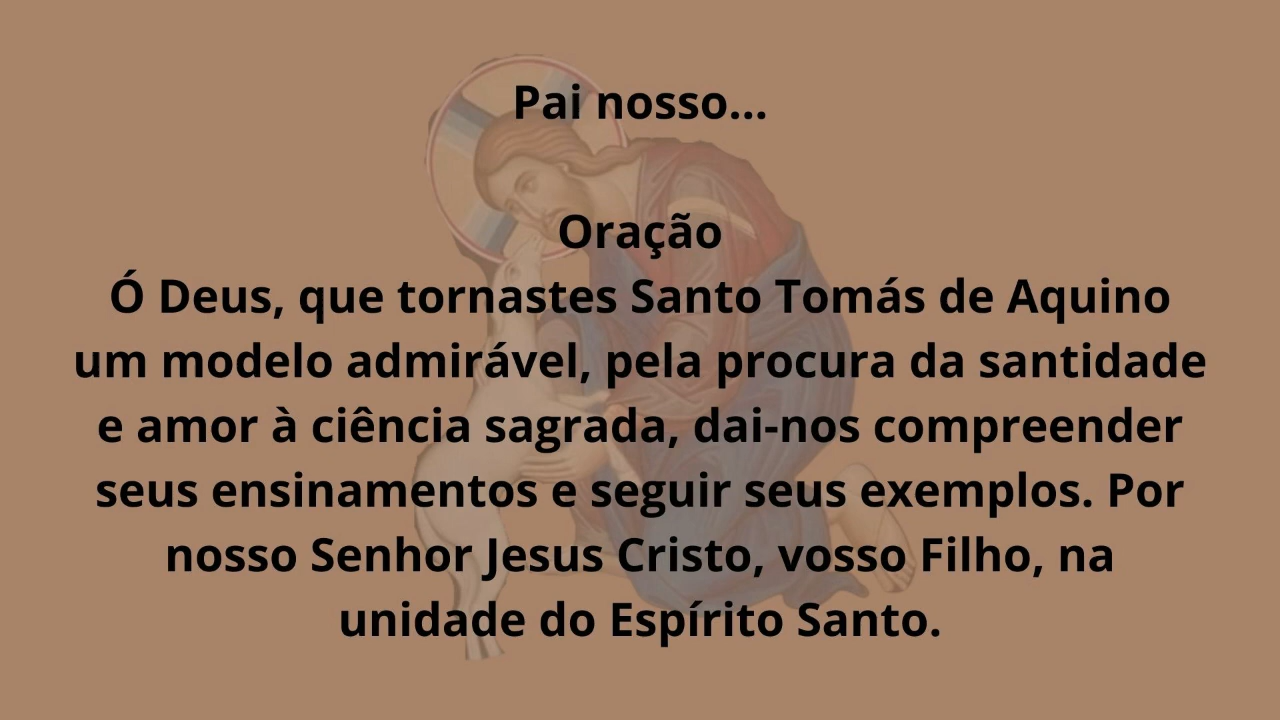 Pai nosso...
Oração
Ó Deus, que tornastes Santo Tomás de Aquino
um modelo admirável, pela procura da santidade
e amor à ciência sagrada, dai-nos compreender
seus ensinamentos e seguir seus exemplos. Por
nosso Senhor Jesus Cristo, vosso Filho, na
unidade do Espírito Santo.